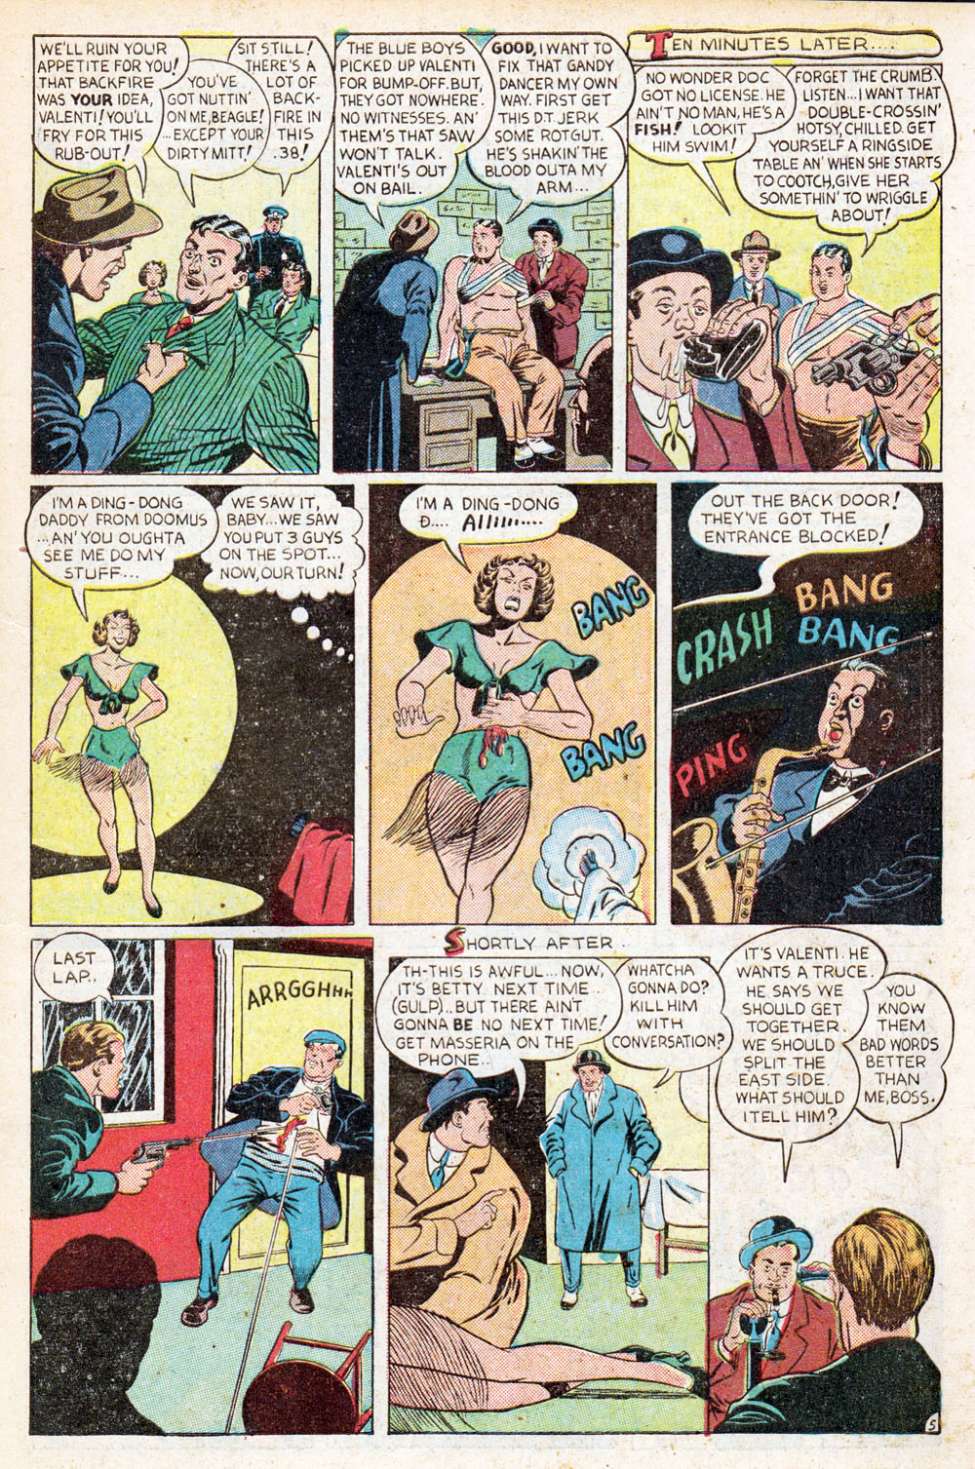 WE'LL RUIN YOUR
APPETITE FOR YOU!
THAT BACKFIRE
WAS YOUR IDEA,
VALENTI! YOU'LL
FRY FOR THIS
RUB-OUT!
YOU'VE
GOT NUTTIN'
ON ME, BEAGLE!
...EXCEPT YOUR
DIRTY MITT!
SIT STILL!
THERE'S A
LOT OF
BACK-
FIRE IN
THIS
.38!
THE BLUE BOYS
PICKED UP VALENTI
FOR BUMP-OFF. BUT,
THEY GOT NOWHERE.
NO WITNESSES. AN'
THEM'S THAT SAW
WON'T TALK.
VALENTI'S OUT
ON BAIL.
GOOD, I WANT TO
FIX THAT GANDY
DANCER MY OWN
WAY. FIRST GET
THIS D.T. JERK
SOME ROTGUT.
HE'S SHAKIN' THE
BLOOD OUTA MY
ARM...
TEN MINUTES LATER....
NO WONDER DOC
GOT NO LICENSE. HE
AIN'T NO MAN, HE'S A
FISH! LOOKIT
HIM SWIM!
FORGET THE CRUMB.
LISTEN...I WANT THAT
DOUBLE-CROSSIN'
HOTSY, CHILLED. GET
YOURSELF A RINGSIDE
TABLE AN' WHEN SHE STARTS
TO COOTCH, GIVE HER
SOMETHIN' TO WRIGGLE
ABOUT!
I'M A DING-DONG
DADDY FROM DOOMUS
...AN' YOU OUGHTA
SEE ME DO MY
STUFF...
WE SAW IT,
BABY...WE SAW
YOU PUT 3 GUYS
ON THE SPOT...
NOW, OUR TURN!
I'M A DING-DONG
D.... AIIIIII.....
BANG
BANG
OUT THE BACK DOOR!
THEY'VE GOT THE
ENTRANCE BLOCKED!
CRASH
BANG
BANG
PING
LAST
LAP..
ARRGGHHH
SHORTLY AFTER.
TH-THIS IS AWFUL...NOW,
IT'S BETTY. NEXT TIME...
(GULP)...BUT THERE AIN'T
GONNA BE NO NEXT TIME!
GET MASSERIA ON THE
PHONE..
WHATCHA
GONNA DO?
KILL HIM
WITH
CONVERSATION?
IT'S VALENTI. HE
WANTS A TRUCE.
HE SAYS WE
SHOULD GET
TOGETHER.
WE SHOULD
SPLIT THE
EAST SIDE.
WHAT SHOULD
I TELL HIM?
YOU
KNOW
THEM
BAD WORDS
BETTER
THAN
ME, BOSS.
5